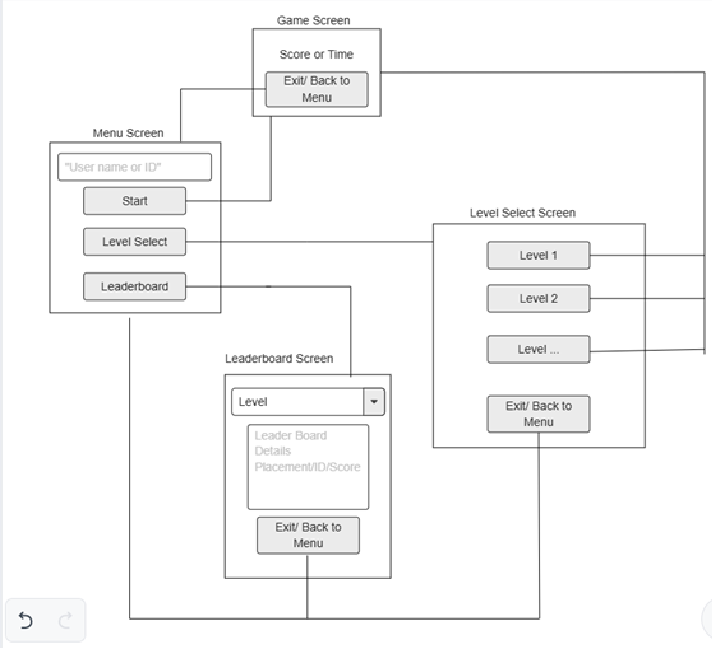 Game Screen
Score or Time
Exit/ Back to
Menu
Menu Screen
"User name or ID"
Start
Level Select
Leaderboard
Level Select Screen
Level 1
Level 2
Level ...
Exit/ Back to
Menu
Leaderboard Screen
Level
Leader Board
Details
Placement/ID/Score
Exit/ Back to
Menu